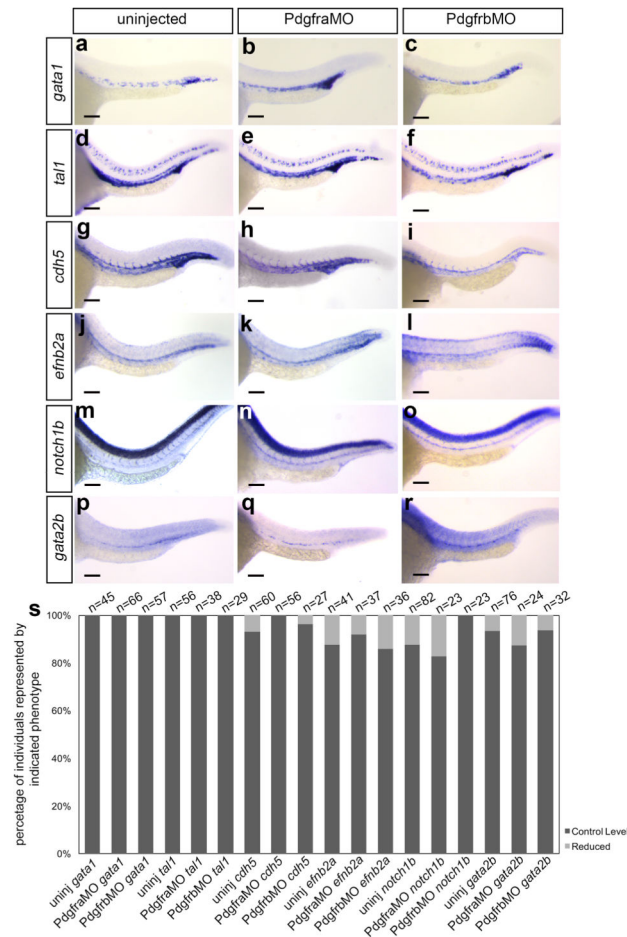 uninjected PdgfraMO PdgfrbMO
gata1
a b c
tal1
d e f
cdh5
g h i
efnb2a
j k l
notch1b
m n o
gata2b
p q r
s
n=45 n=66 n=57 n=56 n=38 n=29 n=60 n=56 n=27 n=41 n=37 n=36 n=82 n=23 n=23 n=76 n=24 n=32
percetage of individuals represented by
indicated phenotype
100%
80%
60%
40%
20%
0%
Control Level
Reduced
uninj gata1
PdgfraMO gata1
PdgfrbMO gata1
uninj tal1
PdgfraMO tal1
PdgfrbMO tal1
uninj cdh5
PdgfraMO cdh5
PdgfrbMO cdh5
uninj efnb2a
PdgfraMO efnb2a
PdgfrbMO efnb2a
uninj notch1b
PdgfraMO notch1b
PdgfrbMO notch1b
uninj gata2b
PdgfraMO gata2b
PdgfrbMO gata2b